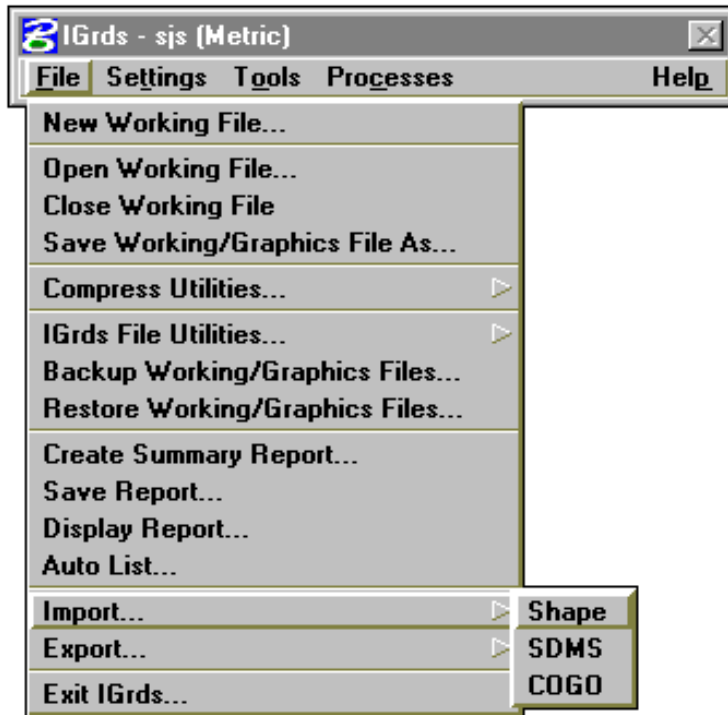 IGrds - sjs (Metric)
File Settings Tools Processes Help
New Working File...
Open Working File...
Close Working File
Save Working/Graphics File As...
Compress Utilities...
IGrds File Utilities...
Backup Working/Graphics Files...
Restore Working/Graphics Files...
Create Summary Report...
Save Report...
Display Report...
Auto List...
Import... Shape
Export... SDMS
Exit IGrds... COGO